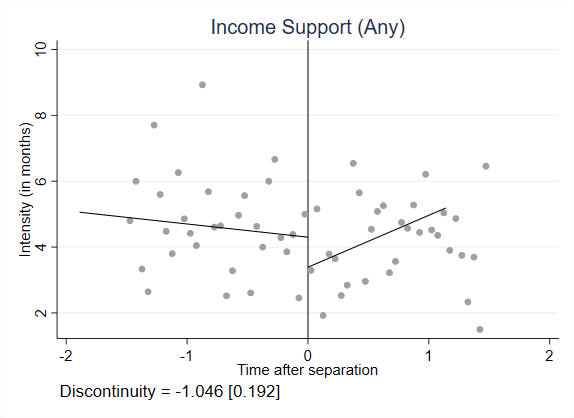 Income Support (Any)
Intensity (in months)
10
8
6
4
2
-2 -1 0 1 2
Time after separation
Discontinuity = -1.046 [0.192]